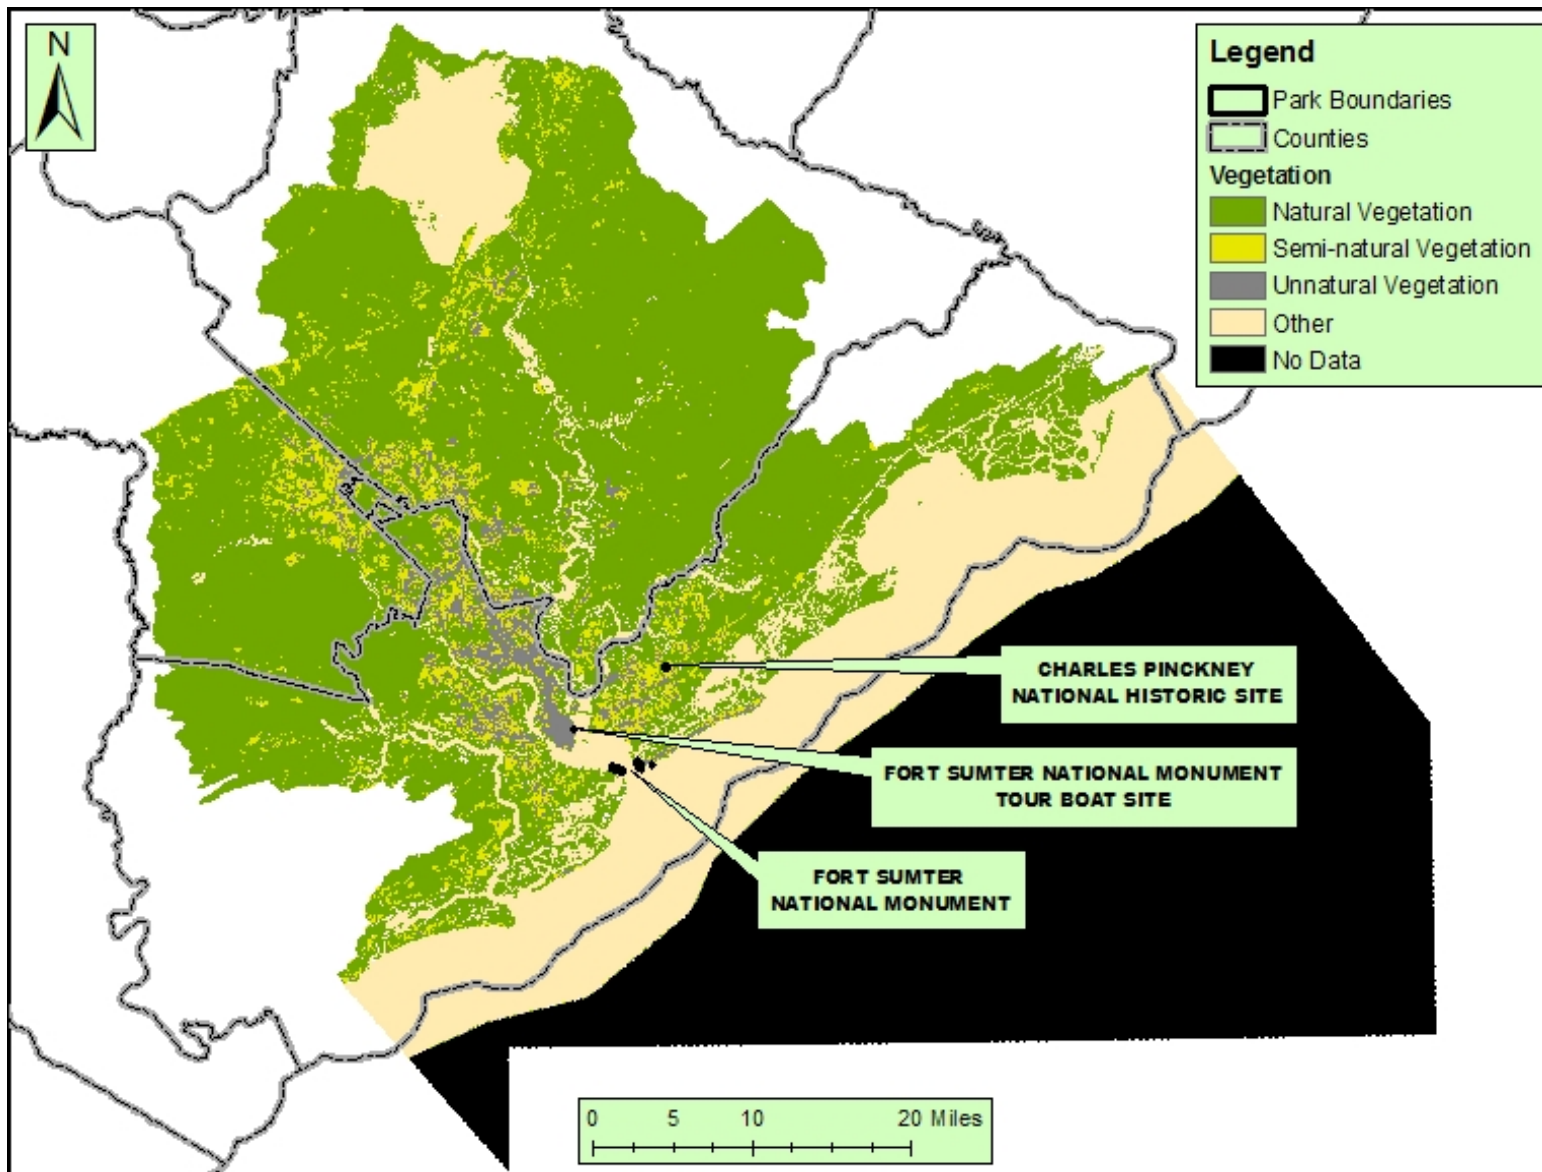 N
Legend
Park Boundaries
Counties
Vegetation
Natural Vegetation
Semi-natural Vegetation
Unnatural Vegetation
Other
No Data
CHARLES PINCKNEY
NATIONAL HISTORIC SITE
FORT SUMTER NATIONAL MONUMENT
TOUR BOAT SITE
FORT SUMTER
NATIONAL MONUMENT
0 5 10 20 Miles